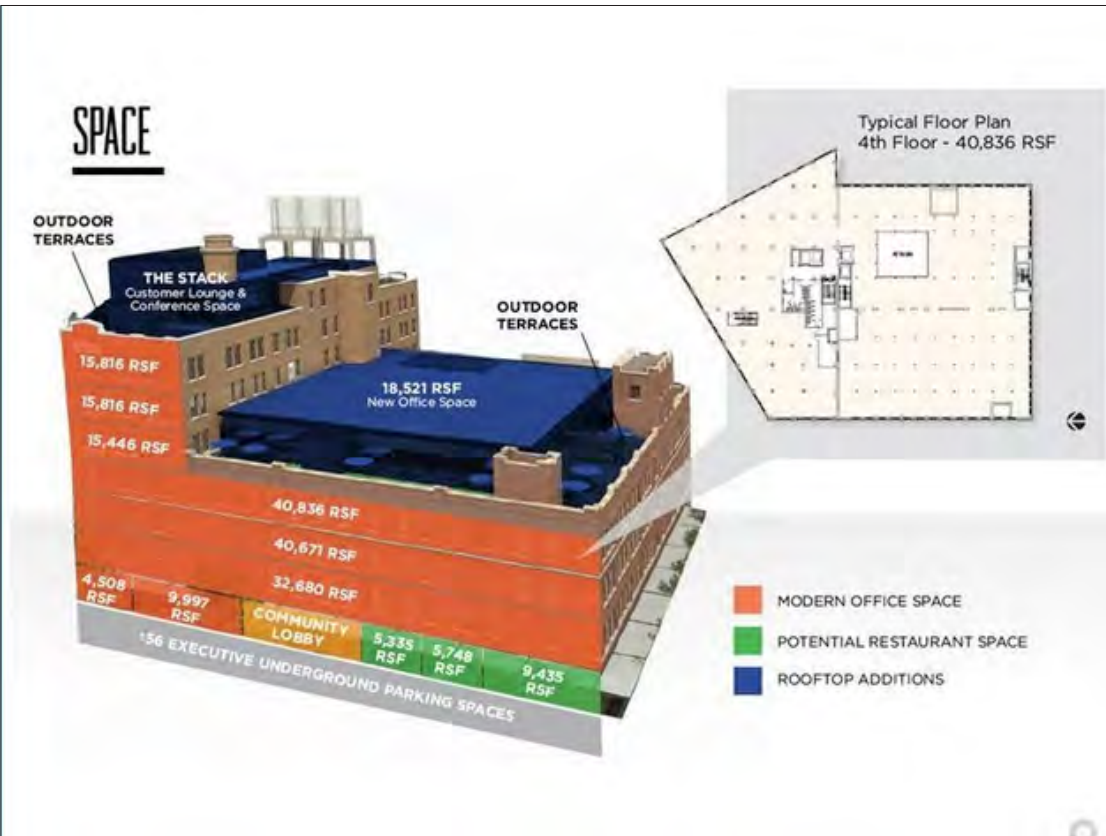 SPACE
OUTDOOR
TERRACES
THE STACK
Customer Lounge &
Conference Space
15,816 RSF
15,816 RSF
15,446 RSF
18,521 RSF
New Office Space
OUTDOOR
TERRACES
40,836 RSF
40,671 RSF
32,680 RSF
4,508
RSF
9,997
RSF
COMMUNITY
LOBBY
5,335
RSF
5,748
RSF
9,435
RSF
56 EXECUTIVE UNDERGROUND PARKING SPACES
Typical Floor Plan
4th Floor - 40,836 RSF
MODERN OFFICE SPACE
POTENTIAL RESTAURANT SPACE
ROOFTOP ADDITIONS